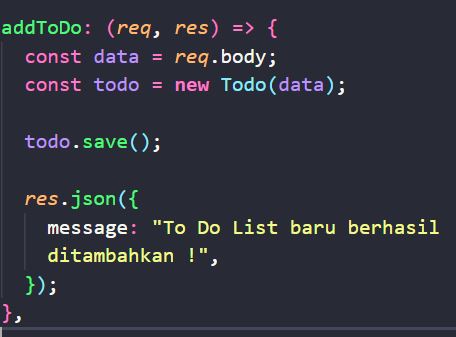 addToDo: (req, res) => {
const data = req.body;
const todo = new Todo(data);
todo.save();
res.json({
message: "To Do List baru berhasil
ditambahkan !",
});
},